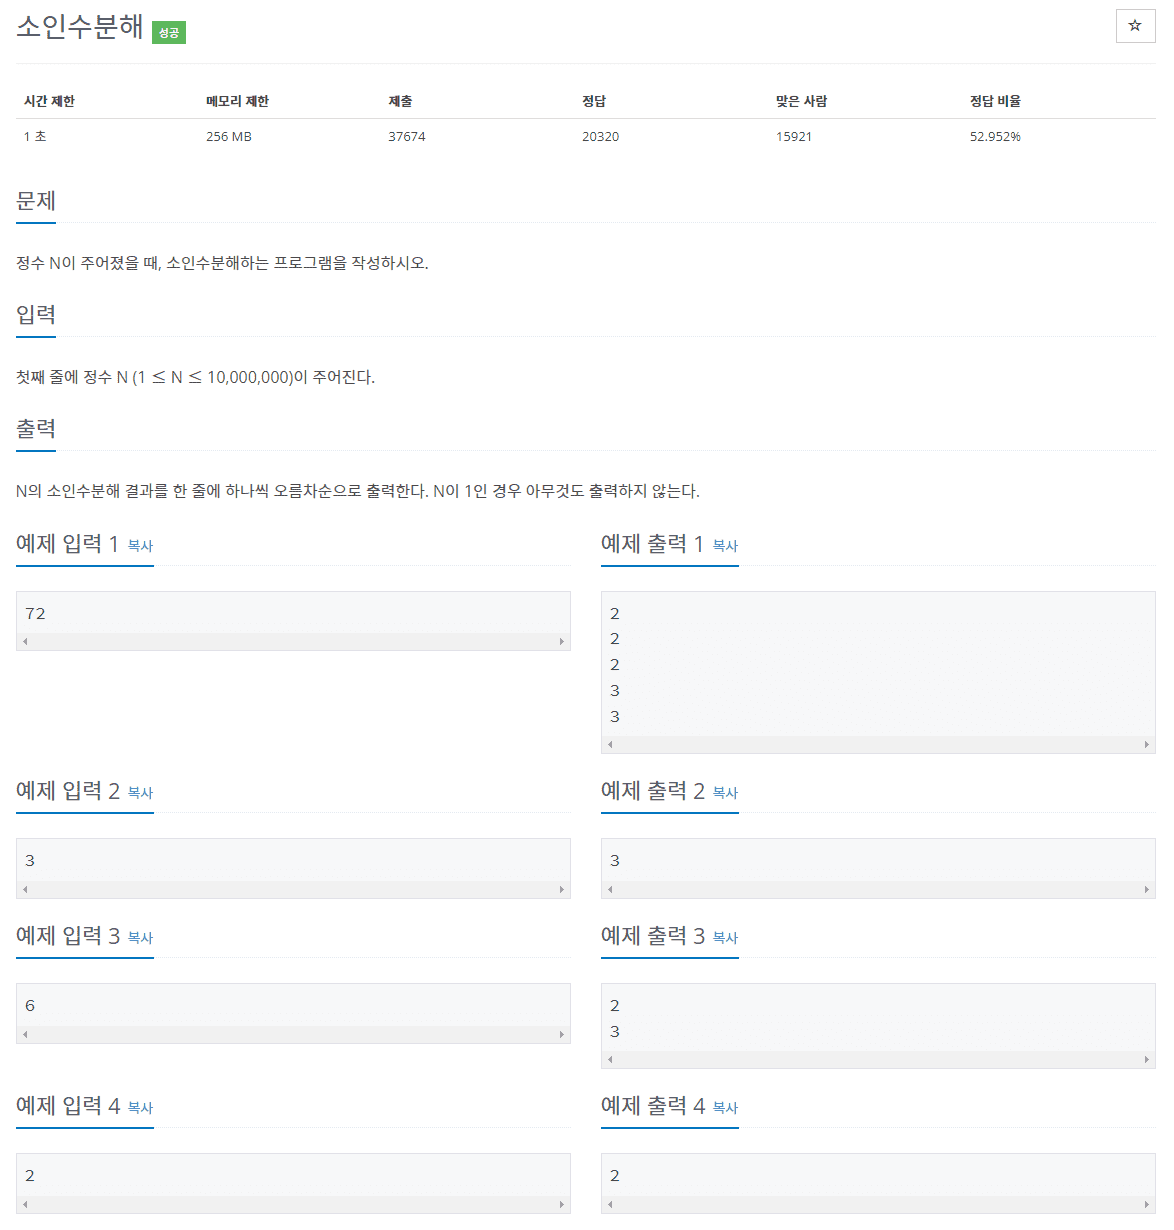 소인수분해 성공
☆
시간 제한 메모리 제한 제출 정답 맞은 사람 정답 비율
1 초 256 MB 37674 20320 15921 52.952%
문제
정수 N이 주어졌을 때, 소인수분해하는 프로그램을 작성하시오.
입력
첫째 줄에 정수 N (1 ≤ N ≤ 10,000,000)이 주어진다.
출력
N의 소인수분해 결과를 한 줄에 하나씩 오름차순으로 출력한다. N이 1인 경우 아무것도 출력하지 않는다.
예제 입력 1 복사
72
예제 출력 1 복사
2
2
2
3
3
예제 입력 2 복사
3
예제 출력 2 복사
3
예제 입력 3 복사
6
예제 출력 3 복사
2
3
예제 입력 4 복사
2
예제 출력 4 복사
2